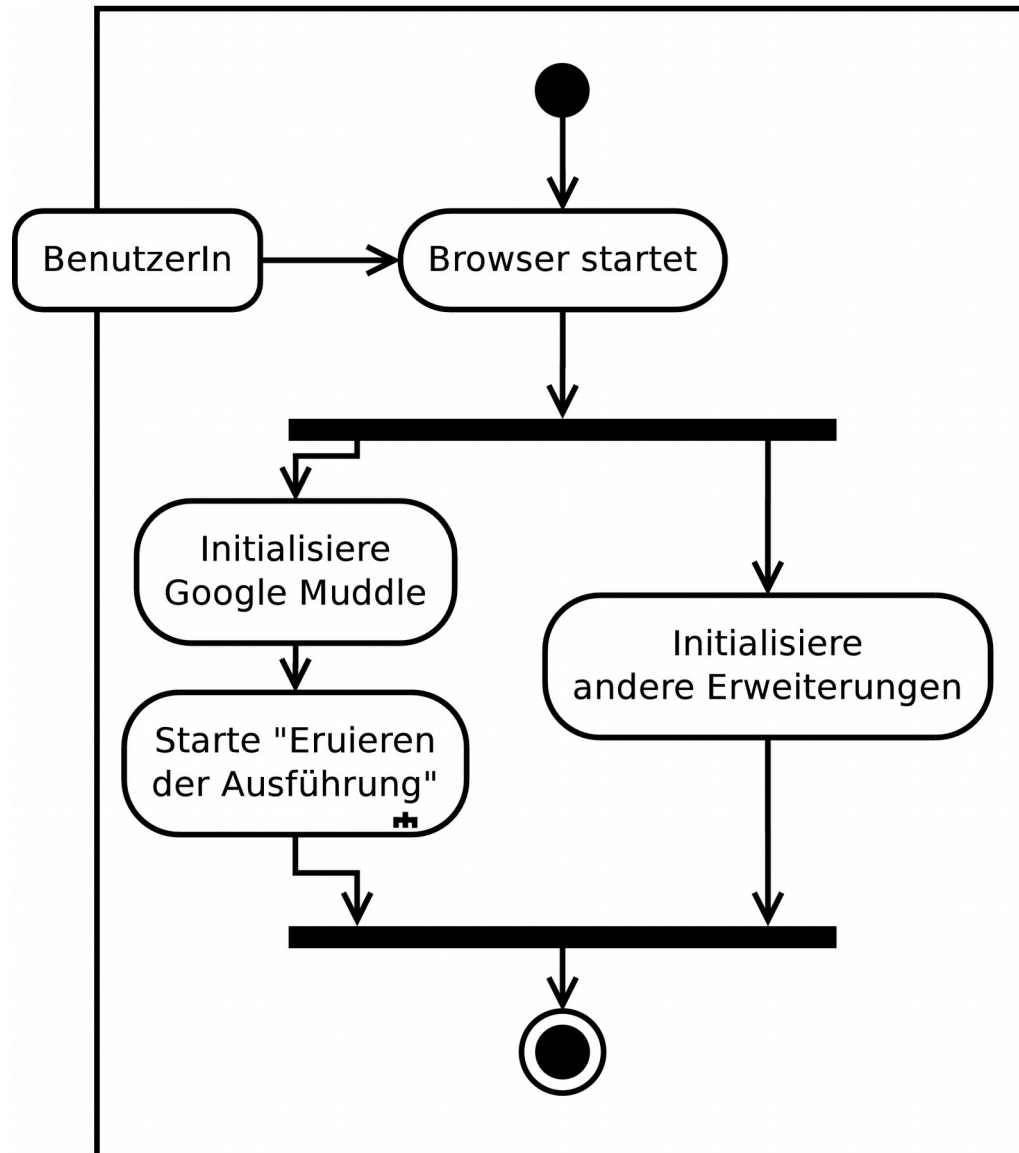 BenutzerIn
Browser startet
Initialisiere
Google Muddle
Initialisiere
andere Erweiterungen
Starte "Eruieren
der Ausführung"